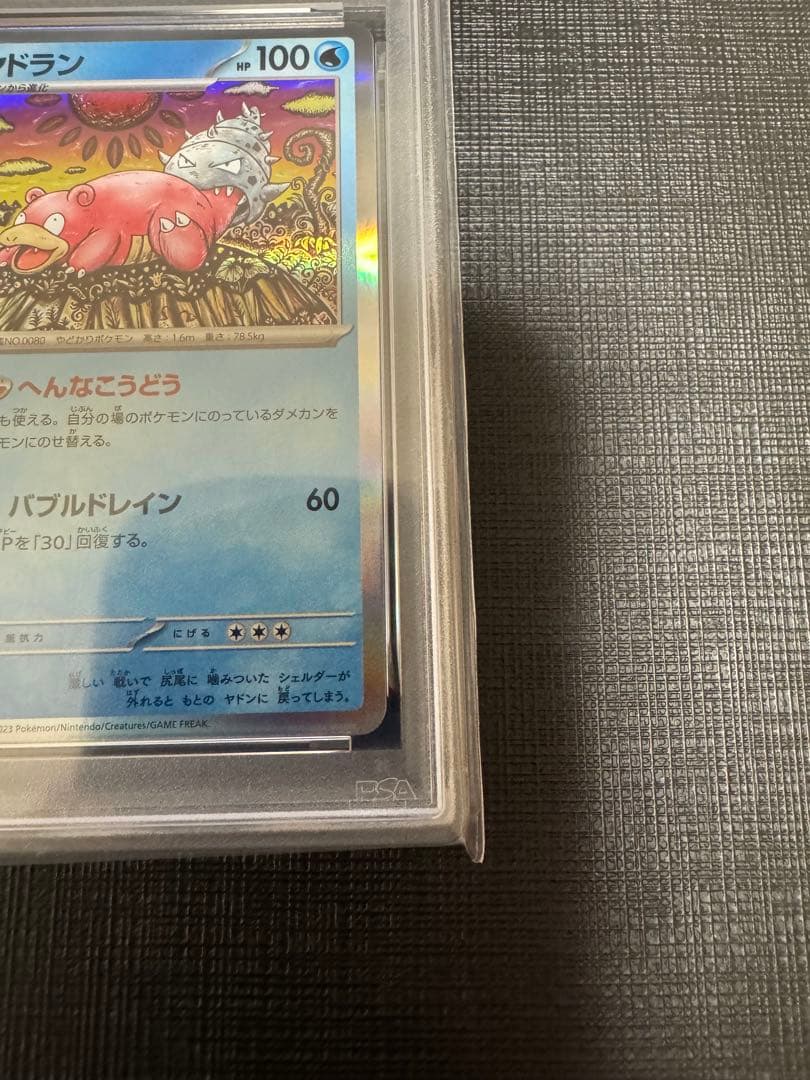 ヤドラン HP 100
ンから進化
NO.0080 やどかりポケモン 高さ:1.6m 重さ:78.5kg
へんなこうどう
も使える。自分の場のポケモンにのっているダメカンを
モンにのせ替える。
バブルドレイン 60
Pを「30」回復する。
抵抗力 にげる
厳しい 戦いで 尻尾に 噛みついた シェルダーが
外れると もとの ヤドンに 戻ってしまう。
023 Pokémon/Nintendo/Creatures/GAME FREAK.
PSA